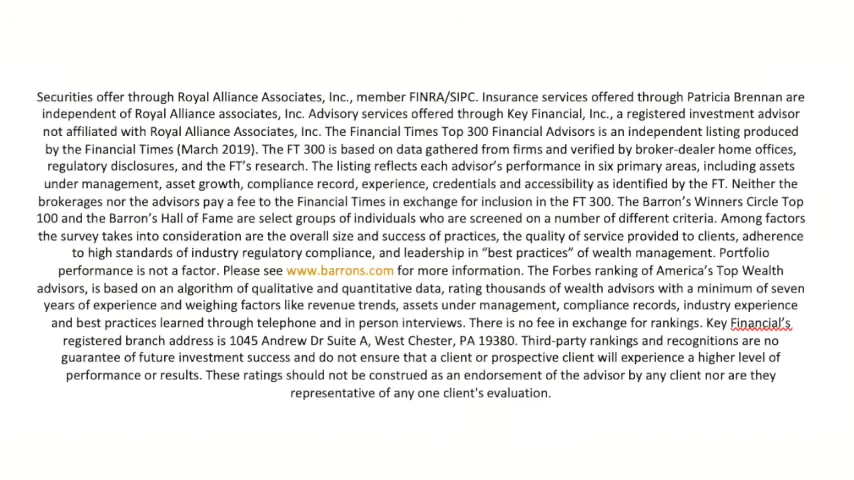 Securities offer through Royal Alliance Associates, Inc., member FINRA/SIPC. Insurance services offered through Patricia Brennan are
independent of Royal Alliance associates, Inc. Advisory services offered through Key Financial, Inc., a registered investment advisor
not affiliated with Royal Alliance Associates, Inc. The Financial Times Top 300 Financial Advisors is an independent listing produced
by the Financial Times (March 2019). The FT 300 is based on data gathered from firms and verified by broker-dealer home offices,
regulatory disclosures, and the FT's research. The listing reflects each advisor's performance in six primary areas, including assets
under management, asset growth, compliance record, experience, credentials and accessibility as identified by the FT. Neither the
brokerages nor the advisors pay a fee to the Financial Times in exchange for inclusion in the FT 300. The Barron's Winners Circle Top
100 and the Barron's Hall of Fame are select groups of individuals who are screened on a number of different criteria. Among factors
the survey takes into consideration are the overall size and success of practices, the quality of service provided to clients, adherence
to high standards of industry regulatory compliance, and leadership in “best practices” of wealth management. Portfolio
performance is not a factor. Please see www.barrons.com for more information. The Forbes ranking of America's Top Wealth
advisors, is based on an algorithm of qualitative and quantitative data, rating thousands of wealth advisors with a minimum of seven
years of experience and weighing factors like revenue trends, assets under management, compliance records, industry experience
and best practices learned through telephone and in person interviews. There is no fee in exchange for rankings. Key Financial's
registered branch address is 1045 Andrew Dr Suite A, West Chester, PA 19380. Third-party rankings and recognitions are no
guarantee of future investment success and do not ensure that a client or prospective client will experience a higher level of
performance or results. These ratings should not be construed as an endorsement of the advisor by any client nor are they
representative of any one client's evaluation.